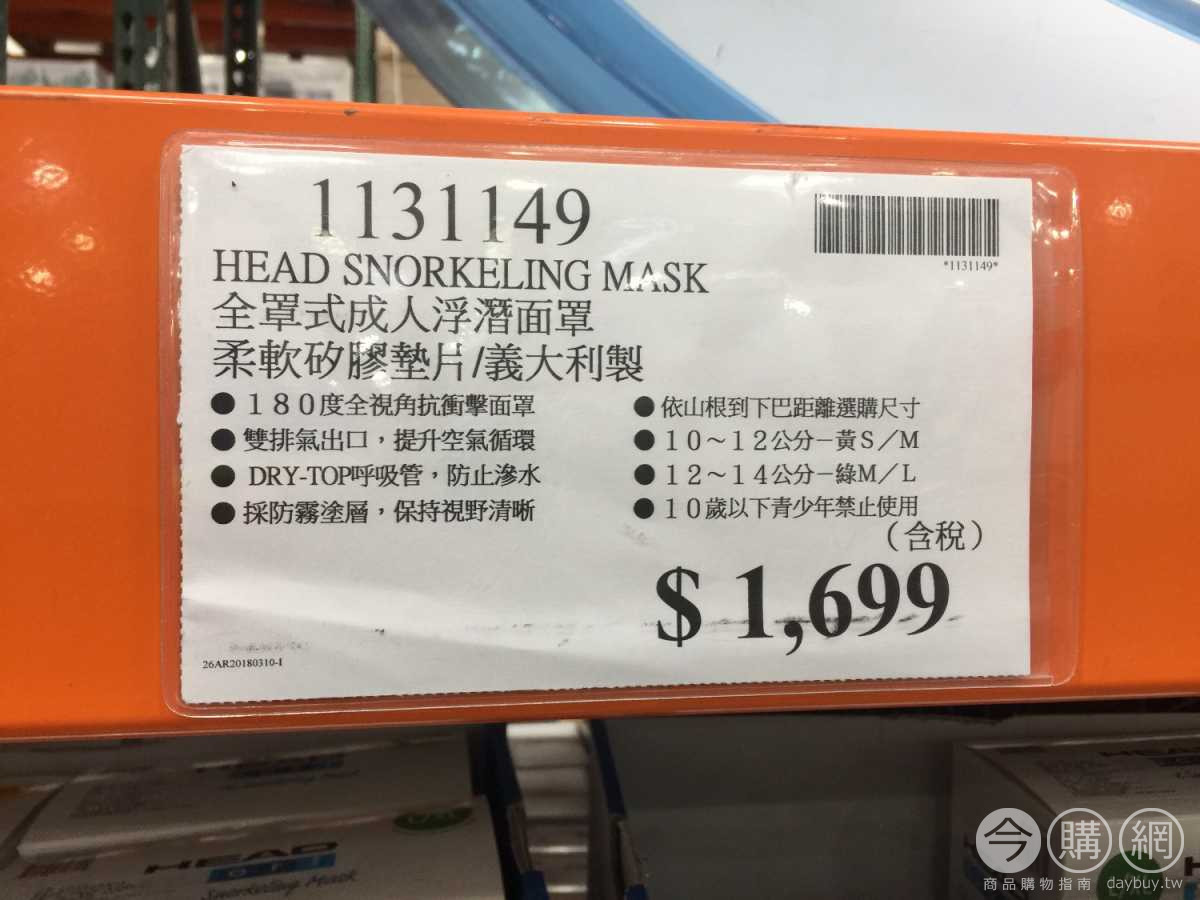 1131149
*1131149*
HEAD SNORKELING MASK
全罩式成人浮潛面罩
柔軟矽膠墊片/義大利製
●１８０度全視角抗衝擊面罩
●雙排氣出口，提升空氣循環
●DRY-TOP呼吸管，防止滲水
●採防霧塗層，保持視野清晰
●依山根到下巴距離選購尺寸
●１０～１２公分－黃Ｓ／Ｍ
●１２～１４公分－綠Ｍ／Ｌ
●１０歲以下青少年禁止使用
（含稅）
$ 1,699
26AR20180310-I
HEAD
Snorkeling Mask
今購網
商品購物指南 daybuy.tw